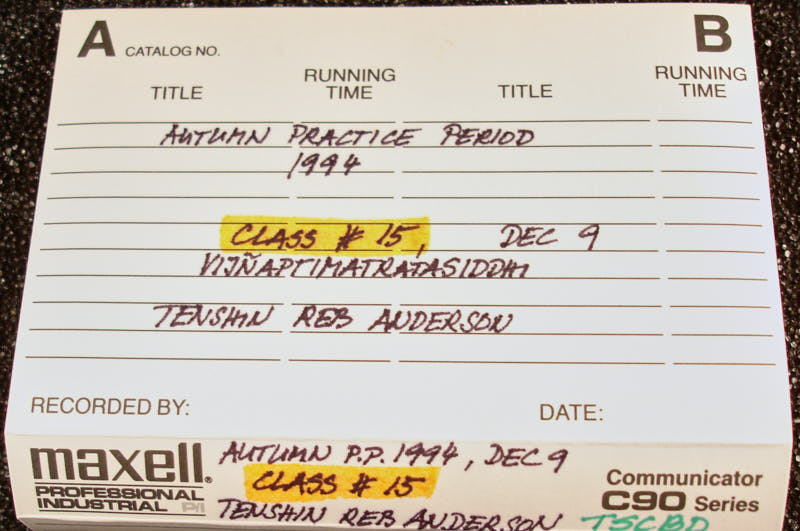 A CATALOG NO. B
TITLE RUNNING TIME TITLE RUNNING TIME
AUTUMN PRACTICE PERIOD
1994
CLASS # 15, DEC 9
VIJÑAPTIMATRATASIDDHI
TENSHIN REB ANDERSON
RECORDED BY: DATE:
maxell®
PROFESSIONAL
INDUSTRIAL P/I
AUTUMN P.P. 1994, DEC 9
CLASS # 15
TENSHIN REB ANDERSON
Communicator
C90 Series